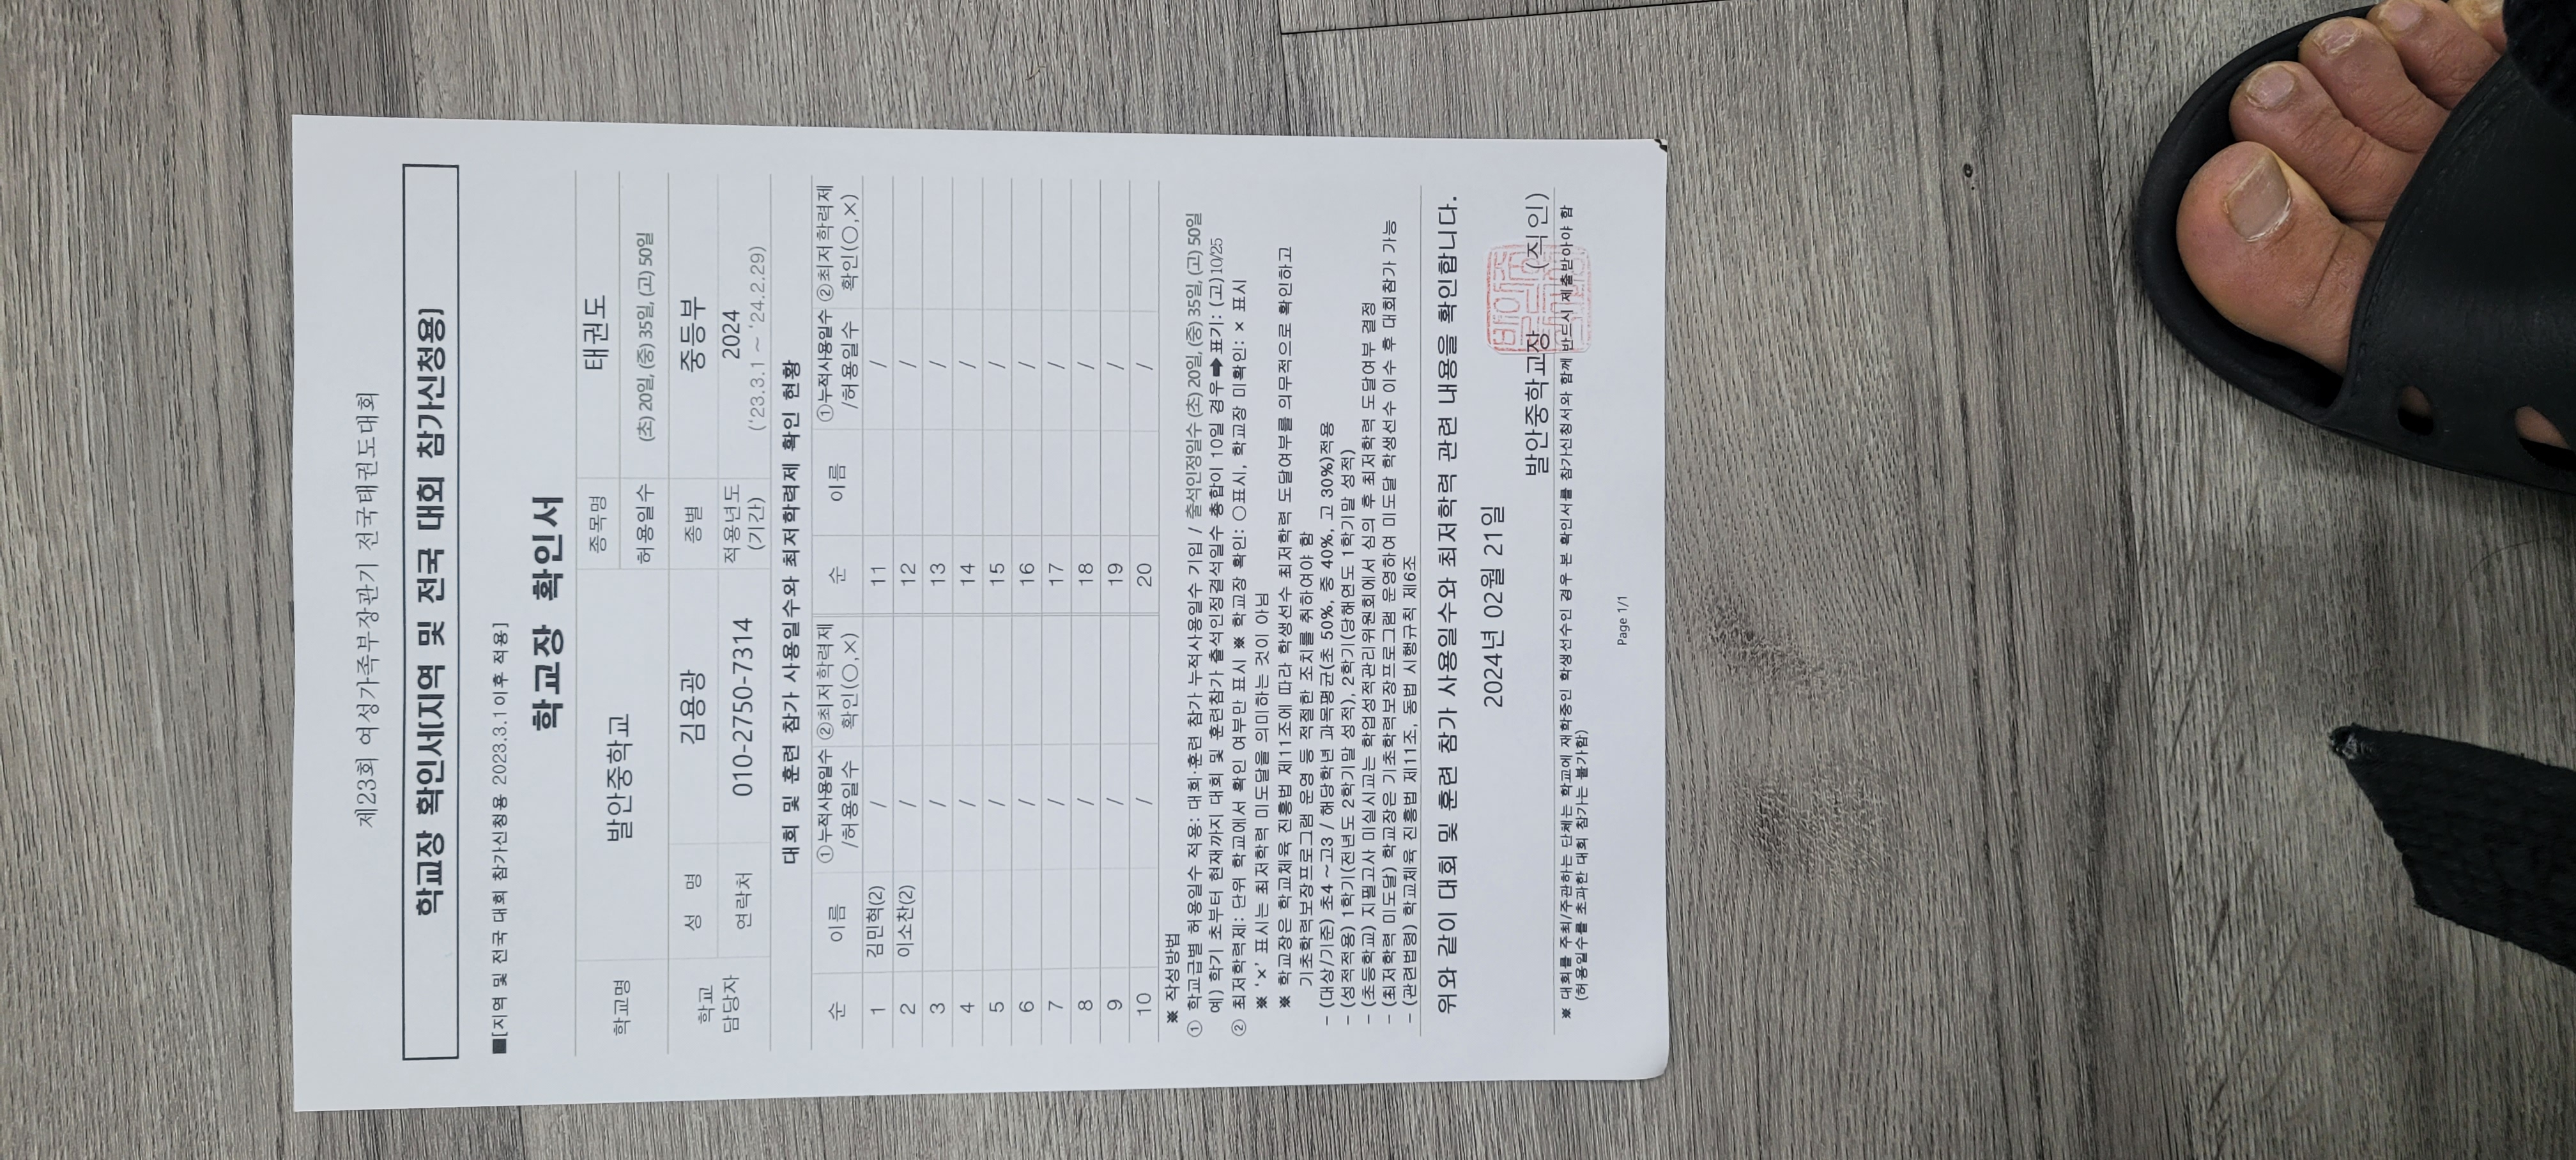 제23회 여성가족부장관기 전국태권도대회
학교장 확인서[지역 및 전국 대회 참가신청용]
■[지역 및 전국 대회 참가신청용 2023.3.1이후 적용]
학교장 확인서
학교명 발안중학교 종목명 태권도
허용일수 (초) 20일, (중) 35일, (고) 50일
학교 담당자 성 명 김용광 종별 중등부
연락처 010-2750-7314 적용년도 (기간) 2024 ('23.3.1 ~ '24.2.29)
대회 및 훈련 참가 사용일수와 최저학력제 확인 현황
순 이름 ①누적사용일수 /허용일수 ②최저학력제 확인(○,×) 순 이름 ①누적사용일수 /허용일수 ②최저학력제 확인(○,×)
1 김민혁(2) / 11 /
2 이소찬(2) / 12 /
3 / 13 /
4 / 14 /
5 / 15 /
6 / 16 /
7 / 17 /
8 / 18 /
9 / 19 /
10 / 20 /
※ 작성방법
① 학교급별 허용일수 적용: 대회·훈련 참가 누적사용일수 기입 / 출석인정일수 (초) 20일, (중) 35일, (고) 50일
예) 학기 초부터 현재까지 대회 및 훈련참가 출석인정결석일수 총합이 10일 경우 ➡ 표기: (고) 10/25
② 최저학력제: 단위 학교에서 확인 여부만 표시 ※ 학교장 확인: ○표시, 학교장 미확인: × 표시
※ '×' 표시는 최저학력 미도달을 의미하는 것이 아님
※ 학교장은 학교체육 진흥법 제11조에 따라 학생선수 최저학력 도달여부를 의무적으로 확인하고
기초학력보장프로그램 운영 등 적절한 조치를 취하여야 함
- (대상/기준) 초4 ~고3 / 해당학년 과목평균(초 50%, 중 40%, 고 30%)적용
- (성적적용) 1학기(전년도 2학기말 성적), 2학기(당해연도 1학기말 성적)
- (초등학교) 지필고사 미실시교는 학업성적관리위원회에서 심의 후 최저학력 도달여부 결정
- (최저학력 미도달) 학교장은 기초학력보장프로그램 운영하여 미도달 학생선수 이수 후 대회참가 가능
- (관련법령) 학교체육 진흥법 제11조, 동법 시행규칙 제6조
위와 같이 대회 및 훈련 참가 사용일수와 최저학력 관련 내용을 확인합니다.
2024년 02월 21일
발안중학교장 (직인)
※ 대회를 주최/주관하는 단체는 학교에 재학중인 학생선수인 경우 본 확인서를 참가신청서와 함께 반드시 제출받아야 함
(허용일수를 초과한 대회 참가는 불가함)
Page 1/1